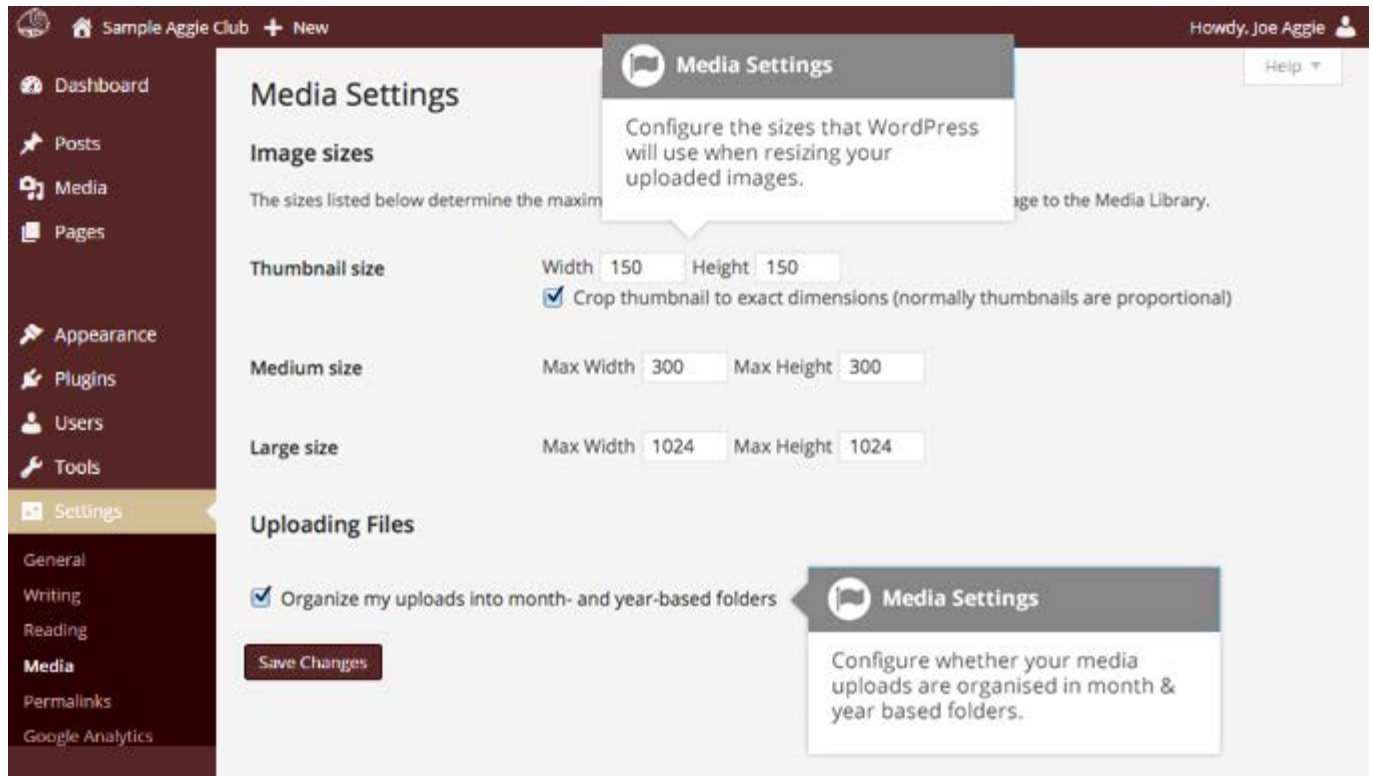 Sample Aggie Club + New
Howdy, Joe Aggie
Help
Dashboard
Posts
Media
Pages
Appearance
Plugins
Users
Tools
Settings
General
Writing
Reading
Media
Permalinks
Google Analytics
Media Settings
Media Settings
Configure the sizes that WordPress
will use when resizing your
uploaded images.
Image sizes
The sizes listed below determine the maxim
age to the Media Library.
Thumbnail size Width 150 Height 150
Crop thumbnail to exact dimensions (normally thumbnails are proportional)
Medium size Max Width 300 Max Height 300
Large size Max Width 1024 Max Height 1024
Uploading Files
Organize my uploads into month- and year-based folders
Media Settings
Configure whether your media
uploads are organised in month &
year based folders.
Save Changes